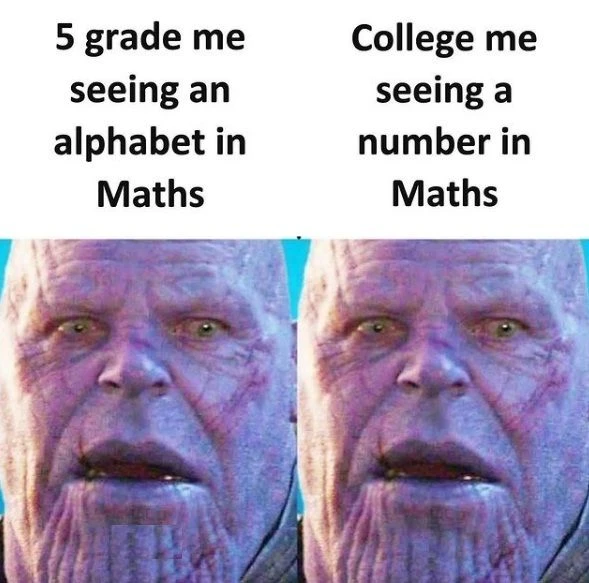 5 grade me
seeing an
alphabet in
Maths
College me
seeing a
number in
Maths